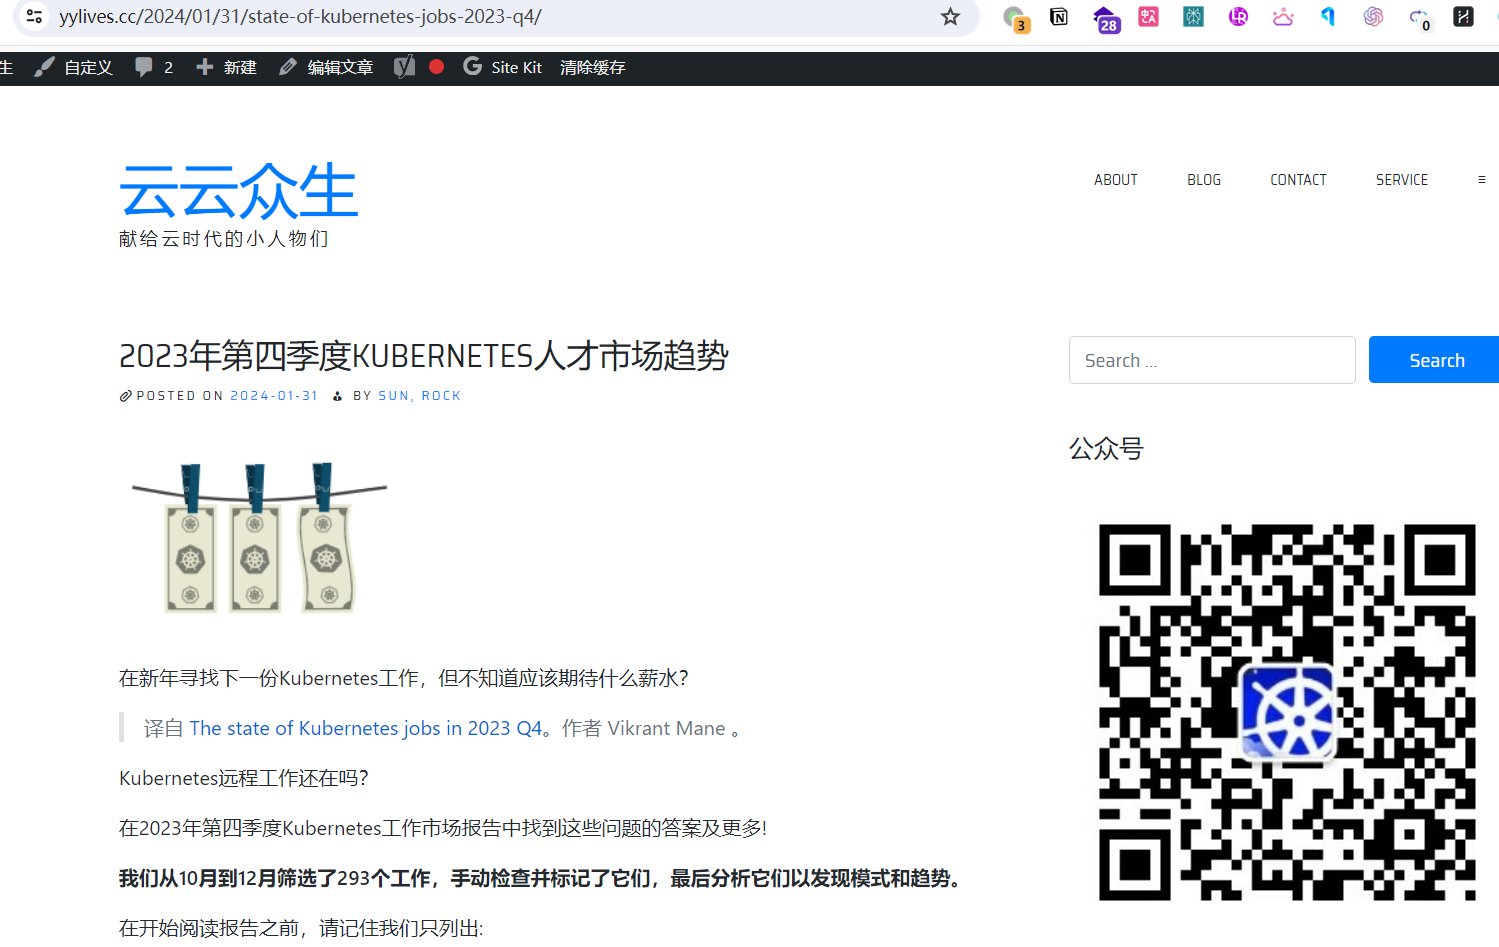 yylives.cc/2024/01/31/state-of-kubernetes-jobs-2023-q4/
3
28
0
生 自定义 2 新建 编辑文章 Site Kit 清除缓存
云云众生
献给云时代的小人物们
ABOUT BLOG CONTACT SERVICE
2023年第四季度KUBERNETES人才市场趋势
POSTED ON 2024-01-31 BY SUN, ROCK
Search ...
Search
公众号
在新年寻找下一份Kubernetes工作，但不知道应该期待什么薪水？
译自 The state of Kubernetes jobs in 2023 Q4。作者 Vikrant Mane 。
Kubernetes远程工作还在吗？
在2023年第四季度Kubernetes工作市场报告中找到这些问题的答案及更多!
我们从10月到12月筛选了293个工作，手动检查并标记了它们，最后分析它们以发现模式和趋势。
在开始阅读报告之前，请记住我们只列出: